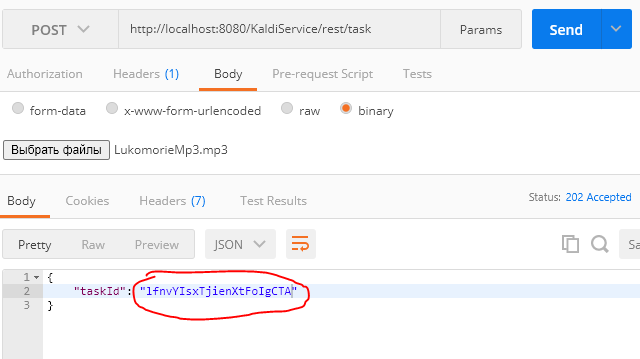 POST http://localhost:8080/KaldiService/rest/task Params Send
Authorization Headers (1) Body Pre-request Script Tests
form-data x-www-form-urlencoded raw binary
Выбрать файлы LukomorieMp3.mp3
Body Cookies Headers (7) Test Results Status: 202 Accepted
Pretty Raw Preview JSON Sa
1 {
2 "taskId": "lfnvYIsxTjienXtFoIgCTA"
3 }